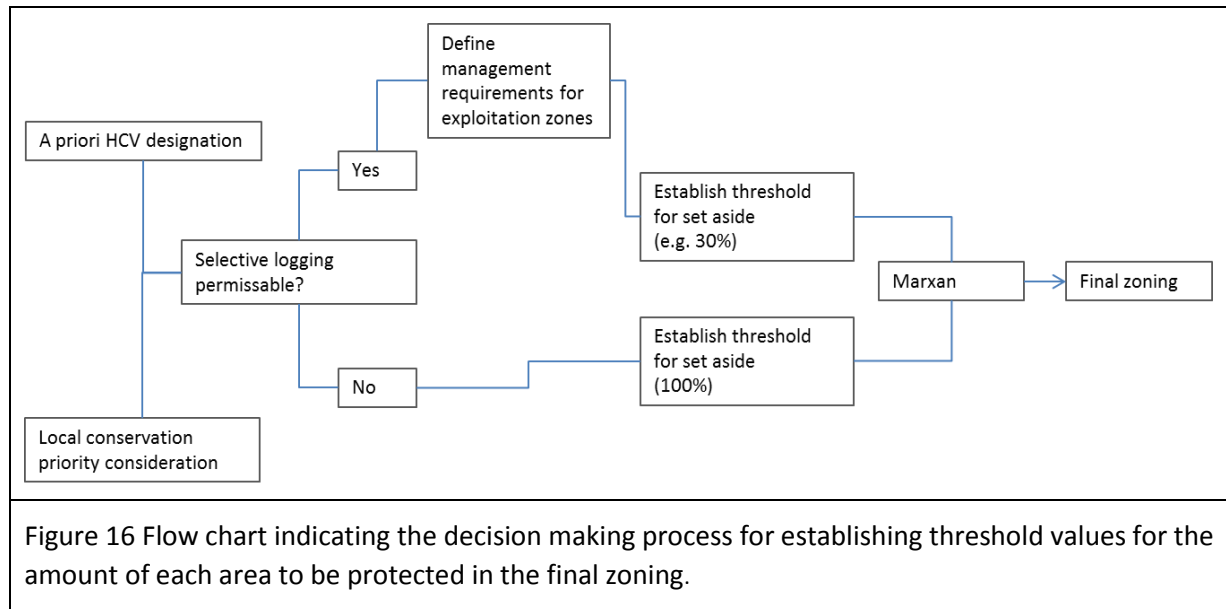 A priori HCV designation
Local conservation
priority consideration
Selective logging
permissable?
Yes
No
Define
management
requirements for
exploitation zones
Establish threshold
for set aside
(e.g. 30%)
Establish threshold
for set aside
(100%)
Marxan
Final zoning
Figure 16 Flow chart indicating the decision making process for establishing threshold values for the
amount of each area to be protected in the final zoning.